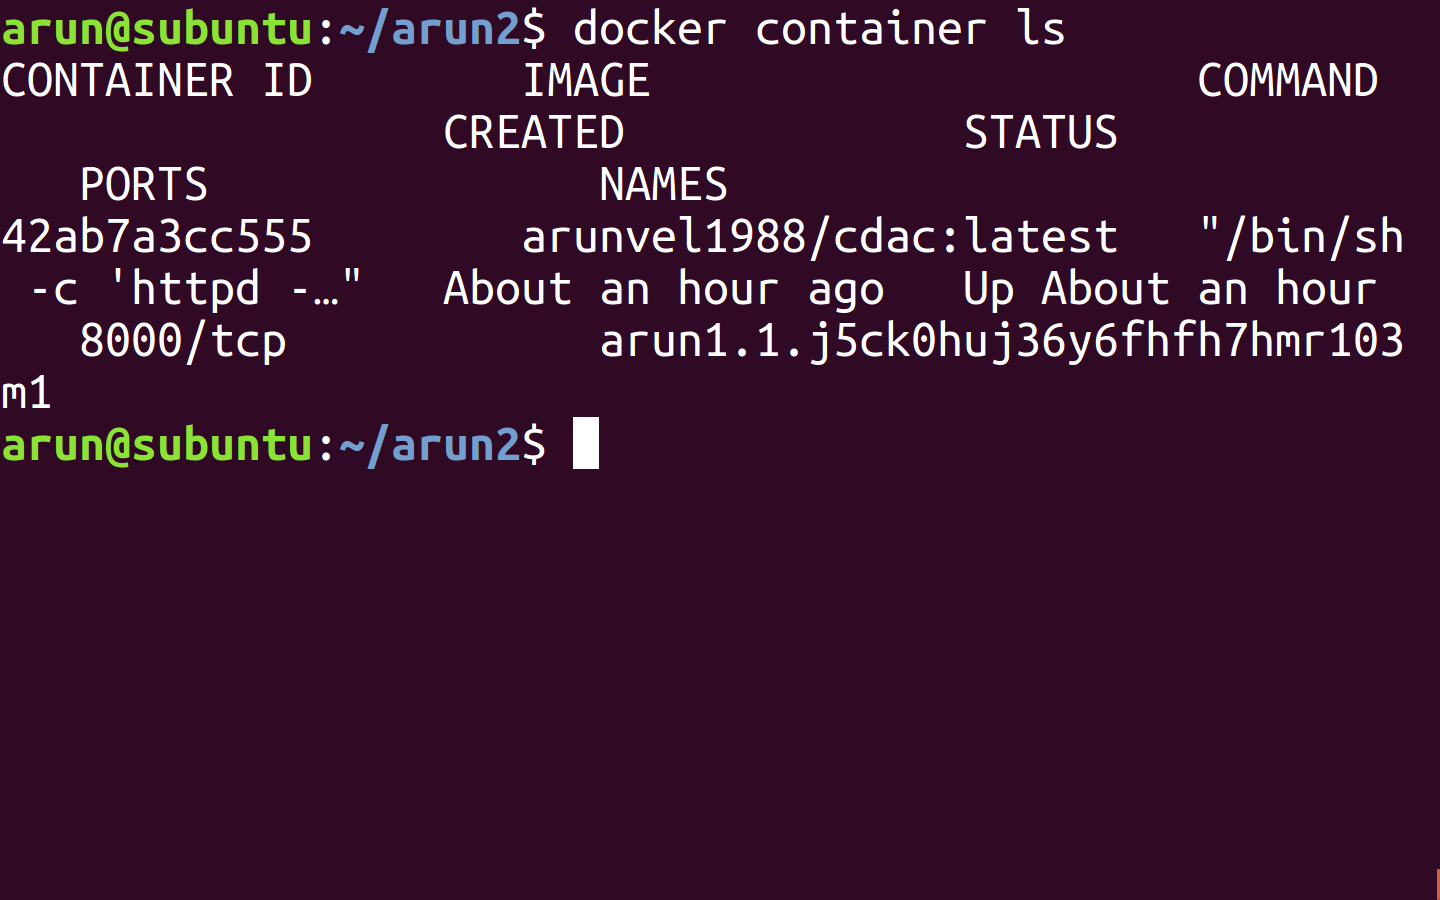 arun@subuntu:~/arun2$ docker container ls
CONTAINER ID        IMAGE                     COMMAND
                 CREATED             STATUS
   PORTS               NAMES
42ab7a3cc555        arunvel1988/cdac:latest   "/bin/sh
 -c 'httpd -…"   About an hour ago   Up About an hour
   8000/tcp            arun1.1.j5ck0huj36y6fhfh7hmr103
m1
arun@subuntu:~/arun2$